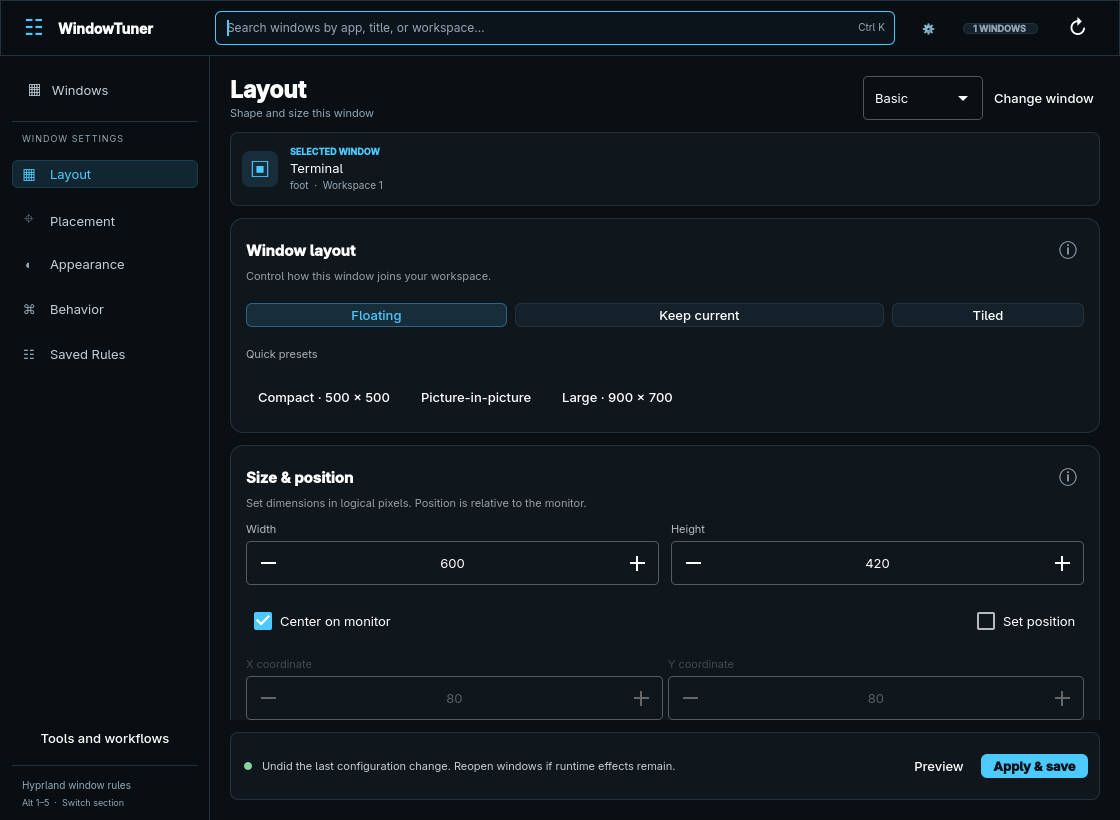 WindowTuner
Search windows by app, title, or workspace...
Ctrl K
1 WINDOWS
Windows
WINDOW SETTINGS
Layout
Placement
Appearance
Behavior
Saved Rules
Tools and workflows
Hyprland window rules
Alt 1–5 · Switch section
Layout
Shape and size this window
Basic
Change window
SELECTED WINDOW
Terminal
foot · Workspace 1
Window layout
Control how this window joins your workspace.
Floating
Keep current
Tiled
Quick presets
Compact · 500 × 500
Picture-in-picture
Large · 900 × 700
Size & position
Set dimensions in logical pixels. Position is relative to the monitor.
Width
Height
600
420
Center on monitor
Set position
X coordinate
Y coordinate
80
80
Undid the last configuration change. Reopen windows if runtime effects remain.
Preview
Apply & save